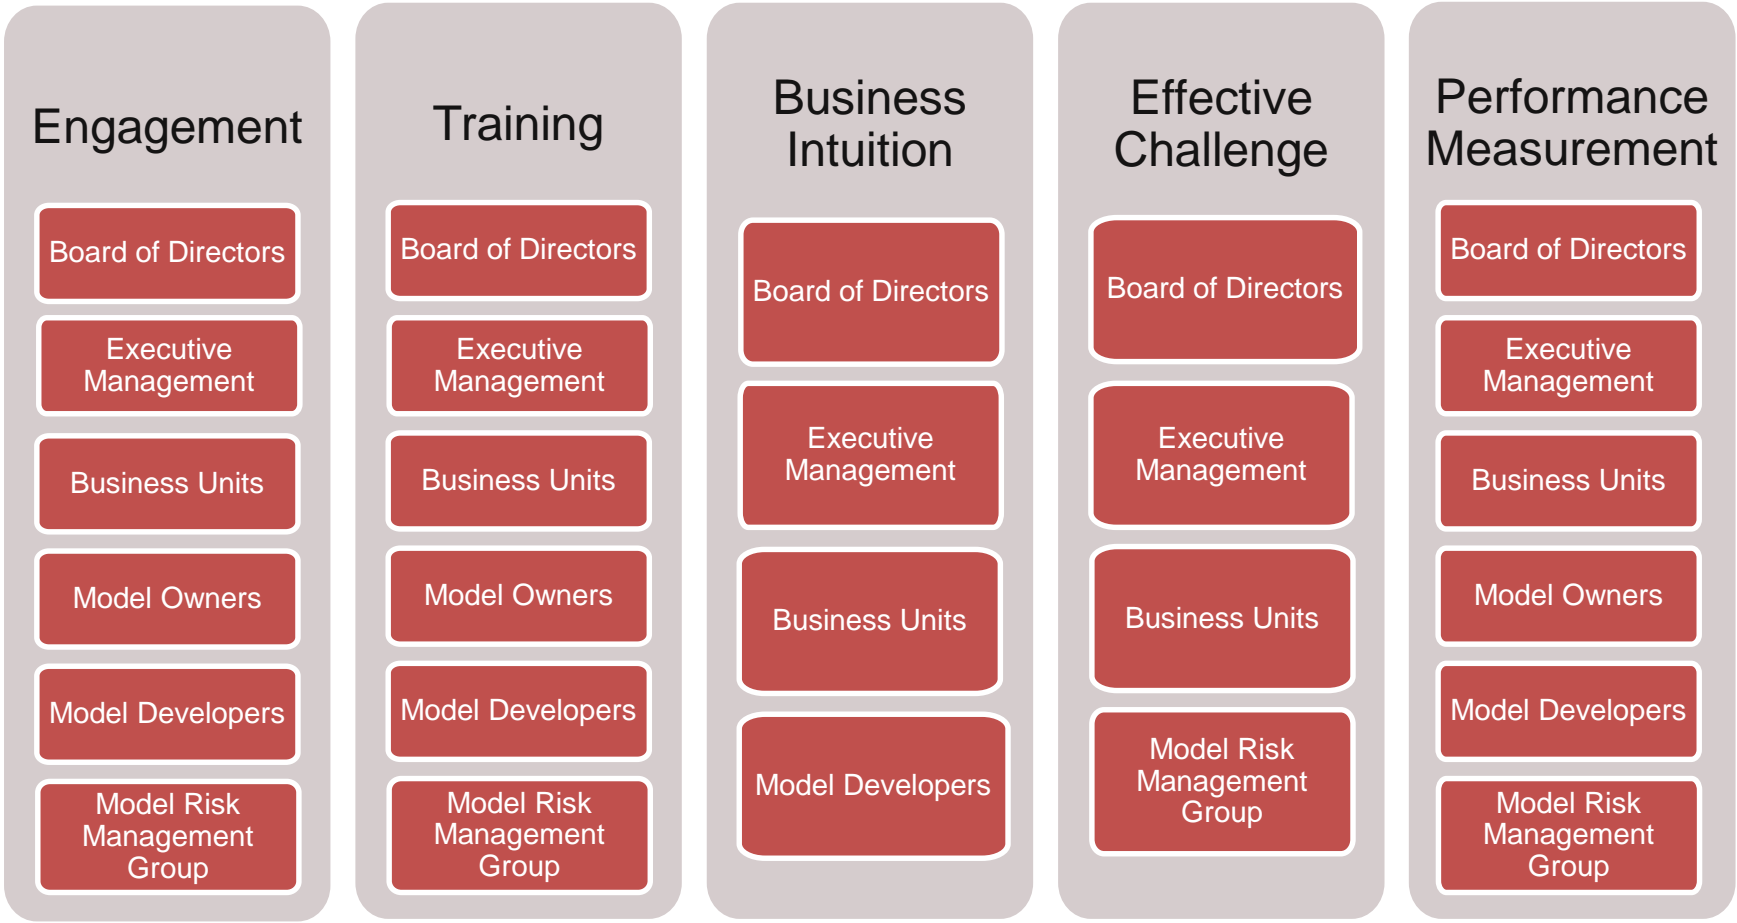 Engagement
Board of Directors
Executive
Management
Business Units
Model Owners
Model Developers
Model Risk
Management
Group
Training
Board of Directors
Executive
Management
Business Units
Model Owners
Model Developers
Model Risk
Management
Group
Business
Intuition
Board of Directors
Executive
Management
Business Units
Model Developers
Effective
Challenge
Board of Directors
Executive
Management
Business Units
Model Risk
Management
Group
Performance
Measurement
Board of Directors
Executive
Management
Business Units
Model Owners
Model Developers
Model Risk
Management
Group